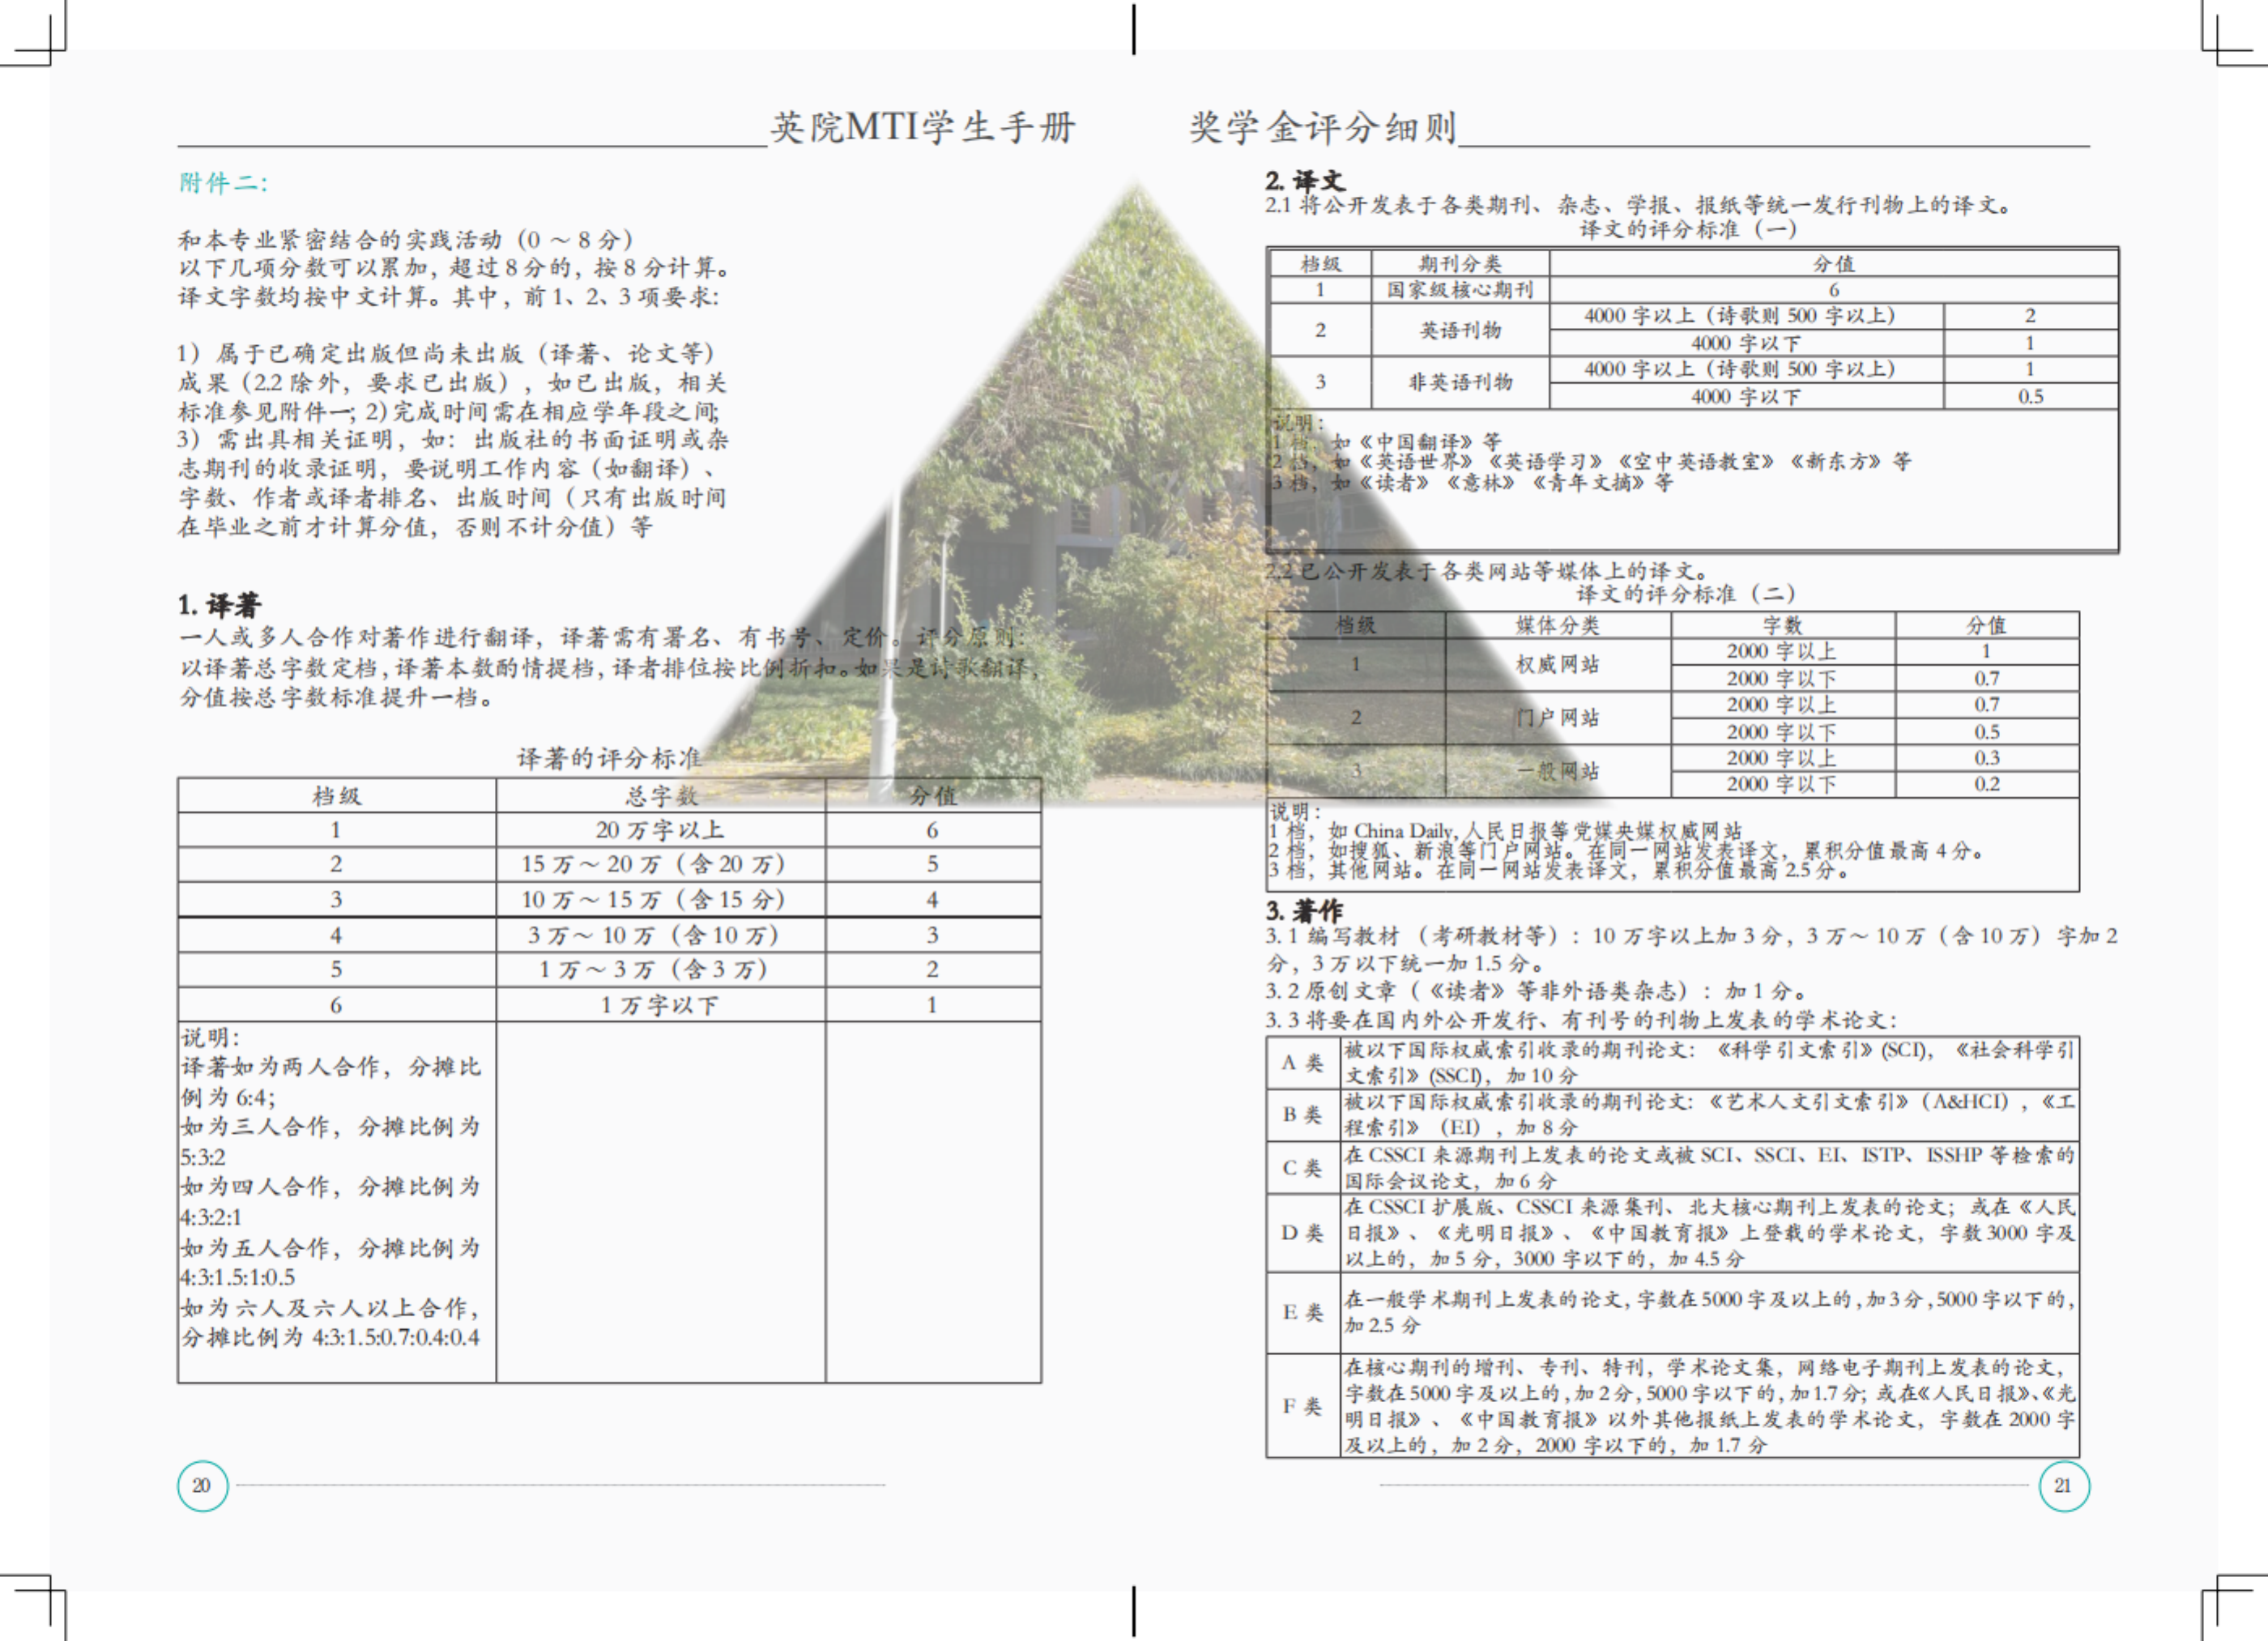 英院MTI学生手册
附件二:
和本专业紧密结合的实践活动（0 ～ 8 分）
以下几项分数可以累加，超过 8 分的，按 8 分计算。
译文字数均按中文计算。其中，前 1、2、3 项要求:
1）属于已确定出版但尚未出版（译著、论文等）
成果（2.2 除外，要求已出版），如已出版，相关
标准参见附件一; 2)完成时间需在相应学年段之间;
3）需出具相关证明，如：出版社的书面证明或杂
志期刊的收录证明，要说明工作内容（如翻译）、
字数、作者或译者排名、出版时间（只有出版时间
在毕业之前才计算分值，否则不计分值）等
1. 译著
一人或多人合作对著作进行翻译，译著需有署名、有书号、定价。评分原则:
以译著总字数定档,译著本数酌情提档,译者排位按比例折扣。如果是诗歌翻译,
分值按总字数标准提升一档。
译著的评分标准
档级 总字数 分值
1 20 万字以上 6
2 15 万～ 20 万（含 20 万） 5
3 10 万～ 15 万（含 15 分） 4
4 3 万～ 10 万（含 10 万） 3
5 1 万～ 3 万（含 3 万） 2
6 1 万字以下 1
说明:
译著如为两人合作，分摊比
例为 6:4;
如为三人合作，分摊比例为
5:3:2
如为四人合作，分摊比例为
4:3:2:1
如为五人合作，分摊比例为
4:3:1.5:1:0.5
如为六人及六人以上合作,
分摊比例为 4:3:1.5:0.7:0.4:0.4
20
奖学金评分细则
2. 译文
2.1 将公开发表于各类期刊、杂志、学报、报纸等统一发行刊物上的译文。
译文的评分标准（一）
档级 期刊分类 分值
1 国家级核心期刊 6
2 英语刊物 4000 字以上（诗歌则 500 字以上） 2
4000 字以下 1
3 非英语刊物 4000 字以上（诗歌则 500 字以上） 1
4000 字以下 0.5
说明:
1 档，如《中国翻译》等
2 档，如《英语世界》《英语学习》《空中英语教室》《新东方》等
3 档，如《读者》《意林》《青年文摘》等
2.2 已公开发表于各类网站等媒体上的译文。
译文的评分标准（二）
档级 媒体分类 字数 分值
1 权威网站 2000 字以上 1
2000 字以下 0.7
2 门户网站 2000 字以上 0.7
2000 字以下 0.5
3 一般网站 2000 字以上 0.3
2000 字以下 0.2
说明:
1 档，如 China Daily,人民日报等党媒央媒权威网站
2 档，如搜狐、新浪等门户网站。在同一网站发表译文，累积分值最高 4 分。
3 档，其他网站。在同一网站发表译文，累积分值最高 2.5 分。
3. 著作
3. 1 编写教材 （考研教材等）: 10 万字以上加 3 分，3 万～ 10 万（含 10 万）字加 2
分，3 万以下统一加 1.5 分。
3. 2 原创文章（《读者》等非外语类杂志）: 加 1 分。
3. 3 将要在国内外公开发行、有刊号的刊物上发表的学术论文:
A 类 被以下国际权威索引收录的期刊论文: 《科学引文索引》(SCI), 《社会科学引
文索引》(SSCI)，加 10 分
B 类 被以下国际权威索引收录的期刊论文: 《艺术人文引文索引》（A&HCI），《工
程索引》（EI），加 8 分
C 类 在 CSSCI 来源期刊上发表的论文或被 SCI、SSCI、EI、ISTP、ISSHP 等检索的
国际会议论文，加 6 分
D 类 在 CSSCI 扩展版、CSSCI 来源集刊、北大核心期刊上发表的论文；或在《人民
日报》、《光明日报》、《中国教育报》上登载的学术论文，字数 3000 字及
以上的，加 5 分，3000 字以下的，加 4.5 分
E 类 在一般学术期刊上发表的论文,字数在 5000 字及以上的,加 3 分,5000 字以下的,
加 2.5 分
F 类 在核心期刊的增刊、专刊、特刊，学术论文集，网络电子期刊上发表的论文,
字数在 5000 字及以上的,加 2 分,5000 字以下的,加 1.7 分; 或在《人民日报》、《光
明日报》、《中国教育报》以外其他报纸上发表的学术论文，字数在 2000 字
及以上的，加 2 分，2000 字以下的，加 1.7 分
21